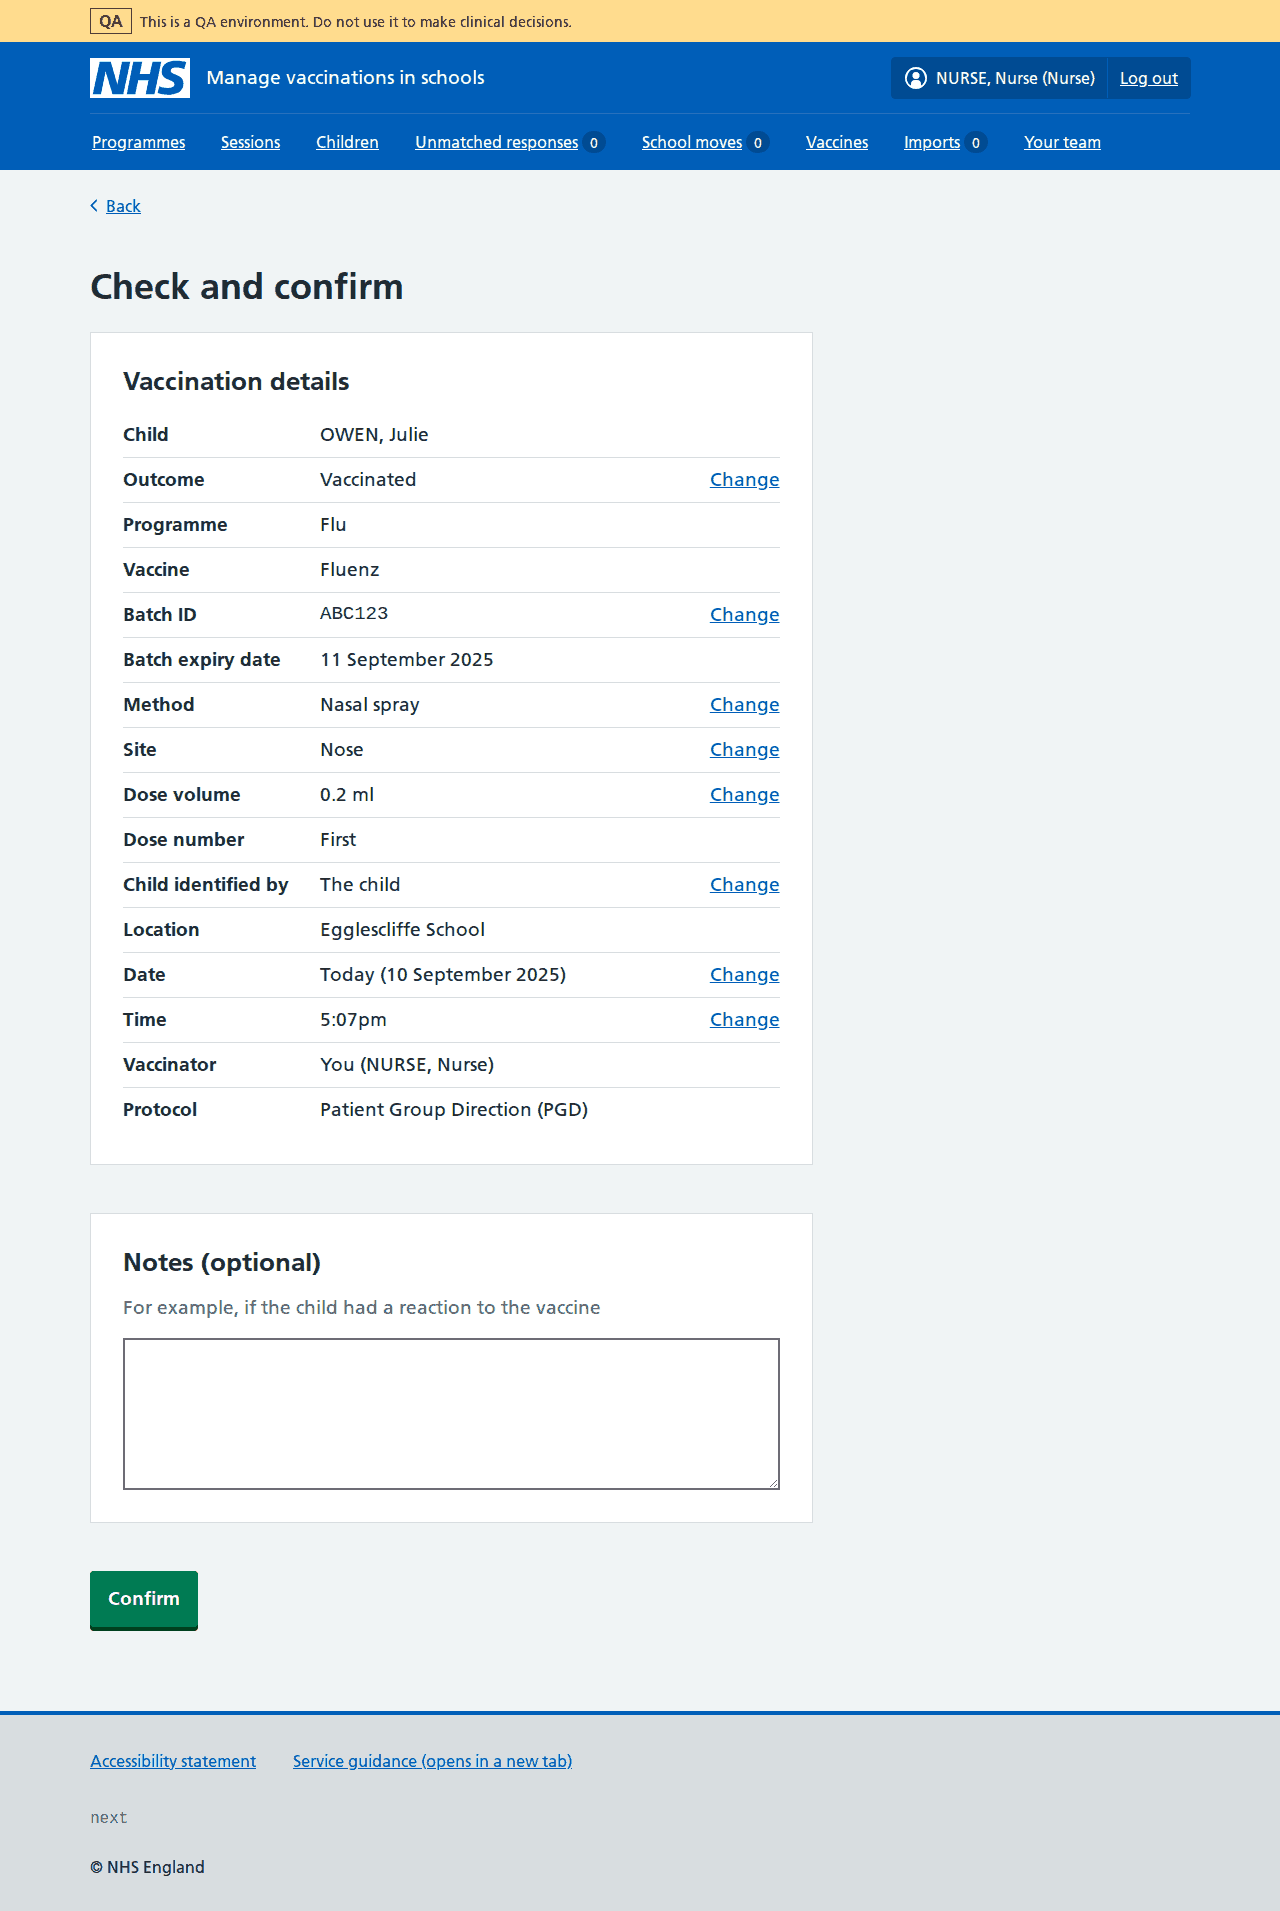 QA This is a QA environment. Do not use it to make clinical decisions.
NHS Manage vaccinations in schools NURSE, Nurse (Nurse) Log out
Programmes Sessions Children Unmatched responses 0 School moves 0 Vaccines Imports 0 Your team
Back
Check and confirm
Vaccination details
Child OWEN, Julie
Outcome Vaccinated Change
Programme Flu
Vaccine Fluenz
Batch ID ABC123 Change
Batch expiry date 11 September 2025
Method Nasal spray Change
Site Nose Change
Dose volume 0.2 ml Change
Dose number First
Child identified by The child Change
Location Egglescliffe School
Date Today (10 September 2025) Change
Time 5:07pm Change
Vaccinator You (NURSE, Nurse)
Protocol Patient Group Direction (PGD)
Notes (optional)
For example, if the child had a reaction to the vaccine
Confirm
Accessibility statement Service guidance (opens in a new tab)
next
© NHS England